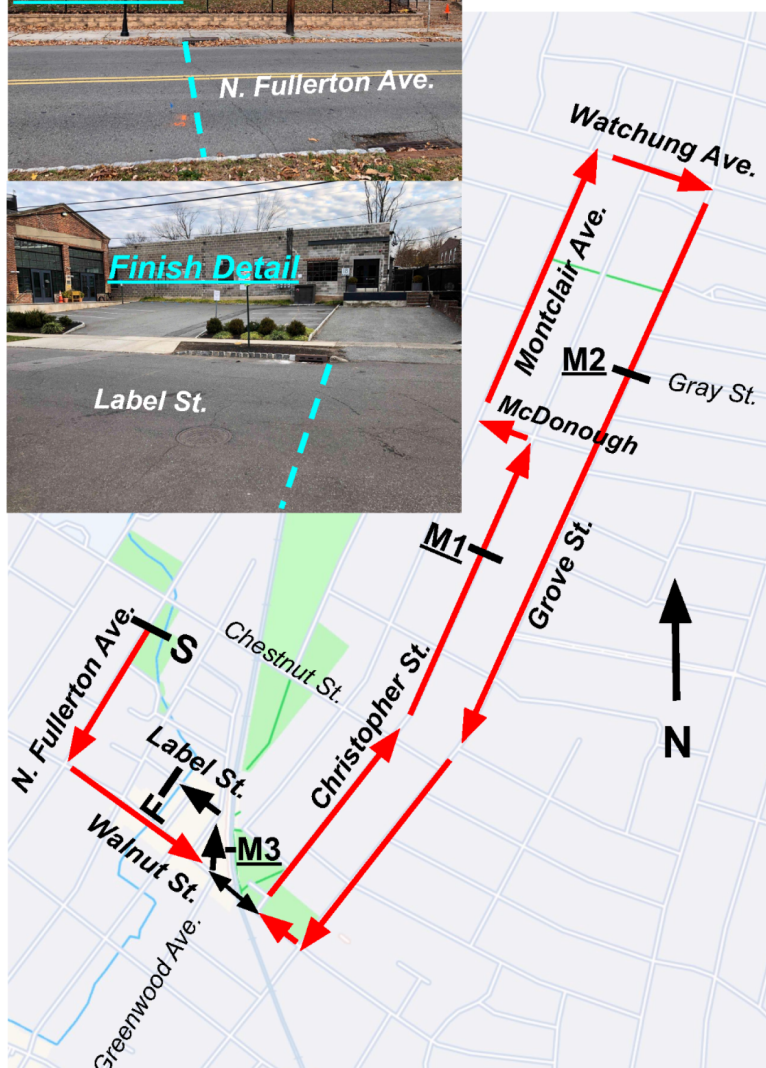 N. Fullerton Ave.
Finish Detail
Label St.
Watchung Ave.
Montclair Ave.
M2
Gray St.
McDonough
M1
Grove St.
Chestnut St.
S
N. Fullerton Ave.
Christopher St.
N
Label St.
F
M3
Walnut St.
Greenwood Ave.